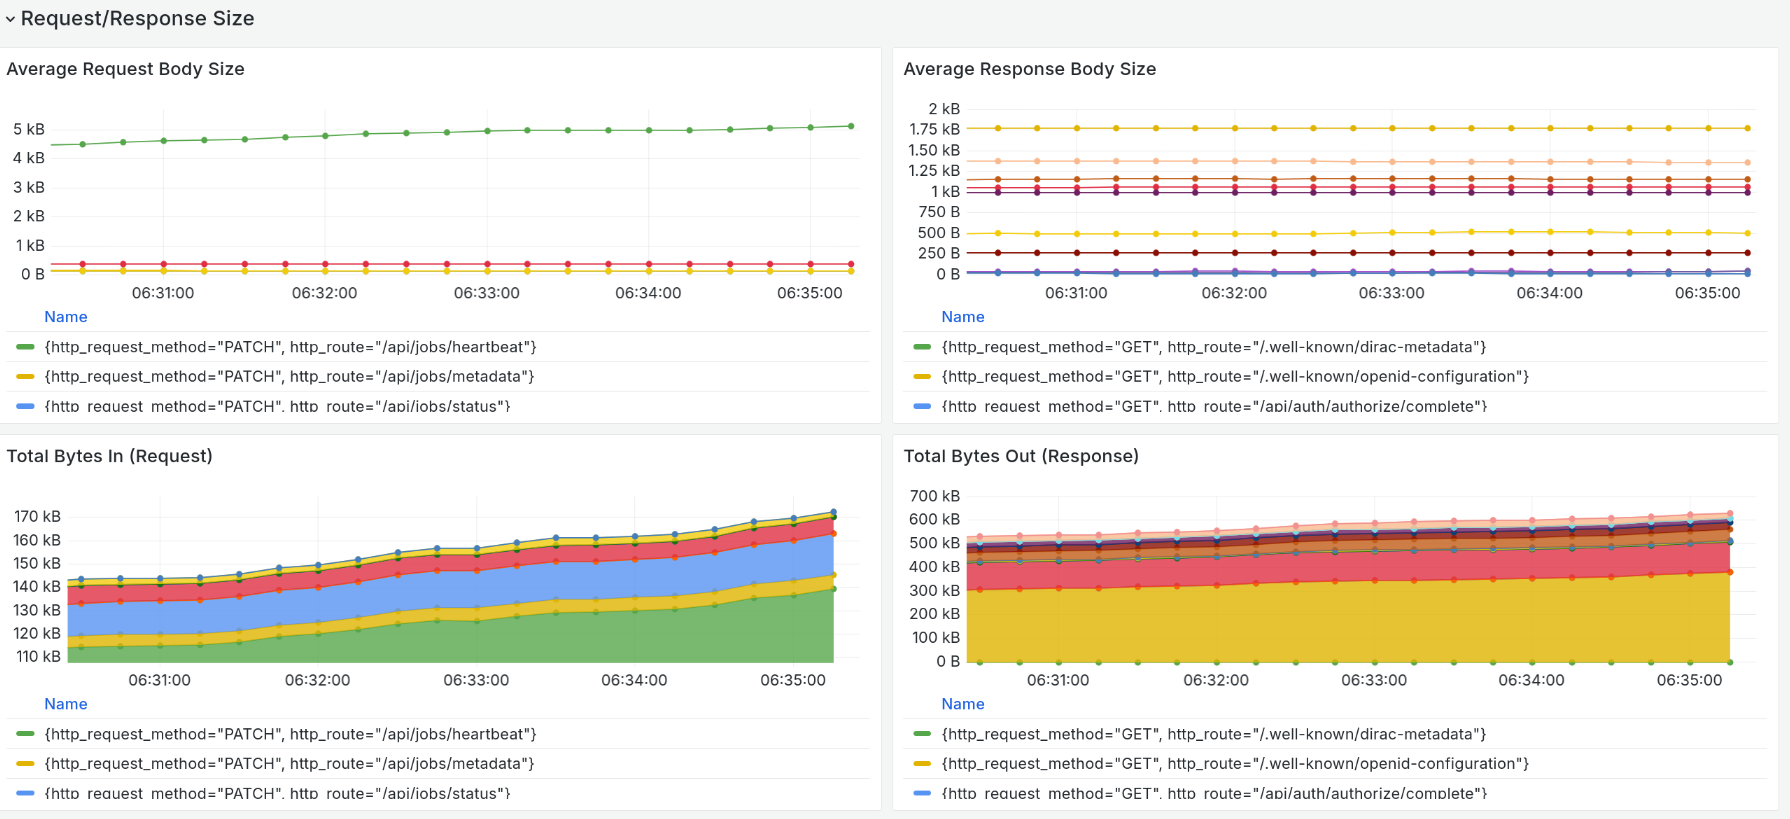 Request/Response Size
Average Request Body Size
5 kB
4 kB
3 kB
2 kB
1 kB
0 B
06:31:00 06:32:00 06:33:00 06:34:00 06:35:00
Name
{http_request_method="PATCH", http_route="/api/jobs/heartbeat"}
{http_request_method="PATCH", http_route="/api/jobs/metadata"}
{http_request_method="PATCH", http_route="/api/jobs/status"}
Average Response Body Size
2 kB
1.75 kB
1.50 kB
1.25 kB
1 kB
750 B
500 B
250 B
0 B
06:31:00 06:32:00 06:33:00 06:34:00 06:35:00
Name
{http_request_method="GET", http_route="/.well-known/dirac-metadata"}
{http_request_method="GET", http_route="/.well-known/openid-configuration"}
{http_request_method="GET", http_route="/api/auth/authorize/complete"}
Total Bytes In (Request)
170 kB
160 kB
150 kB
140 kB
130 kB
120 kB
110 kB
06:31:00 06:32:00 06:33:00 06:34:00 06:35:00
Name
{http_request_method="PATCH", http_route="/api/jobs/heartbeat"}
{http_request_method="PATCH", http_route="/api/jobs/metadata"}
{http_request_method="PATCH", http_route="/api/jobs/status"}
Total Bytes Out (Response)
700 kB
600 kB
500 kB
400 kB
300 kB
200 kB
100 kB
0 B
06:31:00 06:32:00 06:33:00 06:34:00 06:35:00
Name
{http_request_method="GET", http_route="/.well-known/dirac-metadata"}
{http_request_method="GET", http_route="/.well-known/openid-configuration"}
{http_request_method="GET", http_route="/api/auth/authorize/complete"}